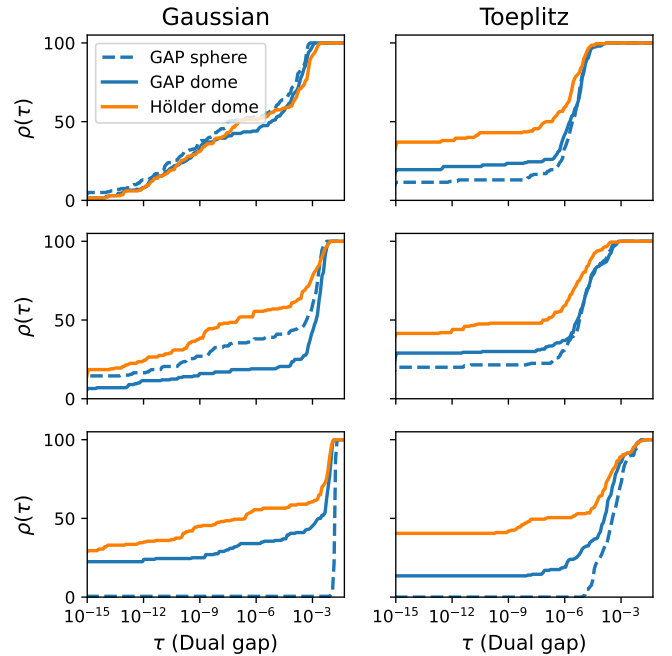 Gaussian Toeplitz
100
50
0
ρ(τ)
GAP sphere
GAP dome
Hölder dome
100
50
0
ρ(τ)
100
50
0
ρ(τ)
10⁻¹⁵ 10⁻¹² 10⁻⁹ 10⁻⁶ 10⁻³
10⁻¹⁵ 10⁻¹² 10⁻⁹ 10⁻⁶ 10⁻³
τ (Dual gap) τ (Dual gap)